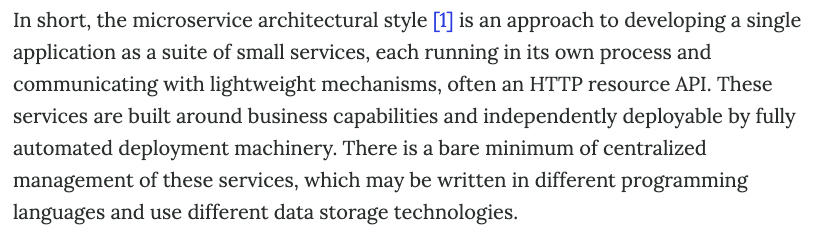 In short, the microservice architectural style [1] is an approach to developing a single
application as a suite of small services, each running in its own process and
communicating with lightweight mechanisms, often an HTTP resource API. These
services are built around business capabilities and independently deployable by fully
automated deployment machinery. There is a bare minimum of centralized
management of these services, which may be written in different programming
languages and use different data storage technologies.